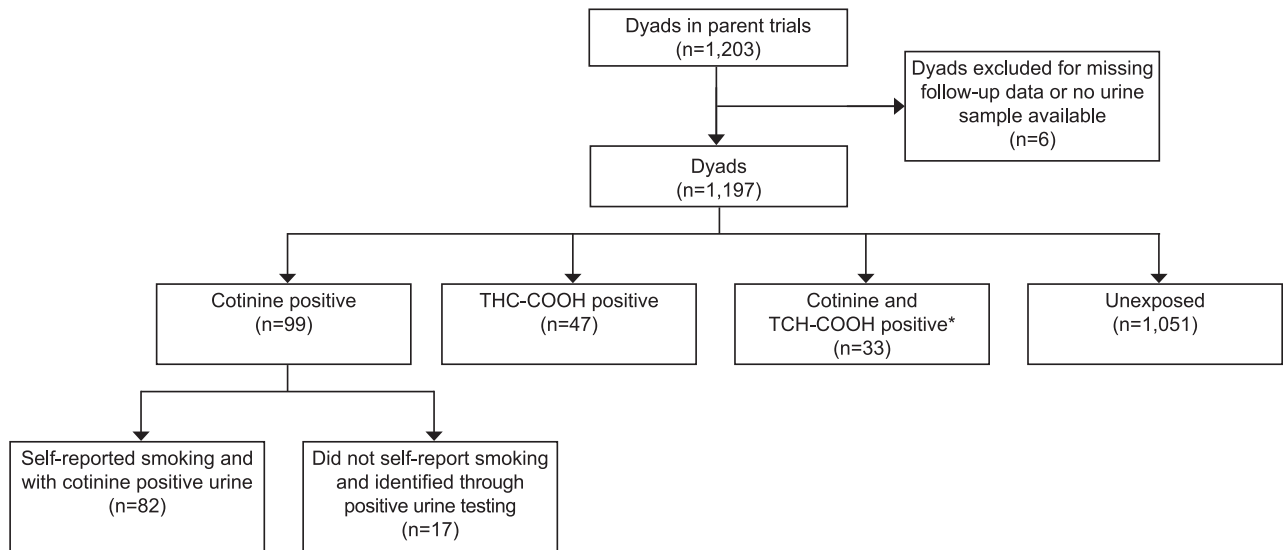 Dyads in parent trials
(n=1,203)
Dyads excluded for missing
follow-up data or no urine
sample available
(n=6)
Dyads
(n=1,197)
Cotinine positive
(n=99)
THC-COOH positive
(n=47)
Cotinine and
TCH-COOH positive*
(n=33)
Unexposed
(n=1,051)
Self-reported smoking and
with cotinine positive urine
(n=82)
Did not self-report smoking
and identified through
positive urine testing
(n=17)